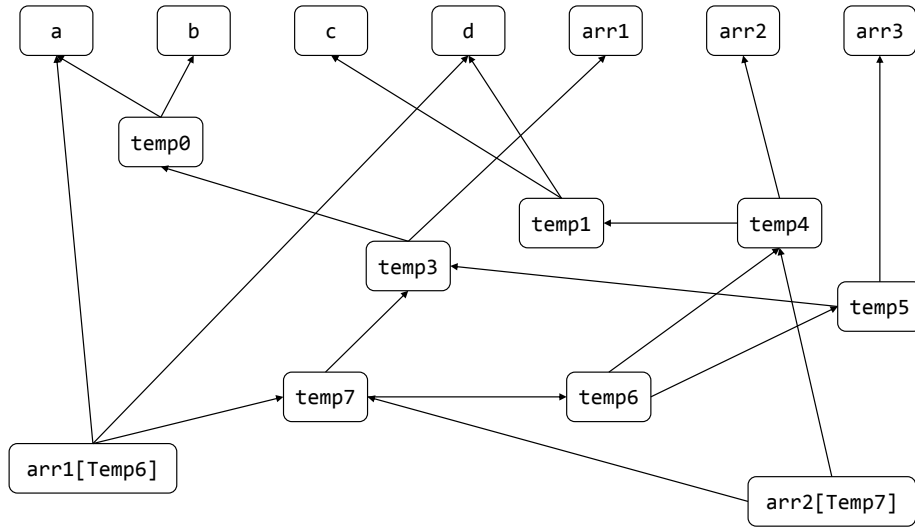 a
b
c
d
arr1
arr2
arr3
temp0
temp1
temp4
temp3
temp5
temp7
temp6
arr1[Temp6]
arr2[Temp7]